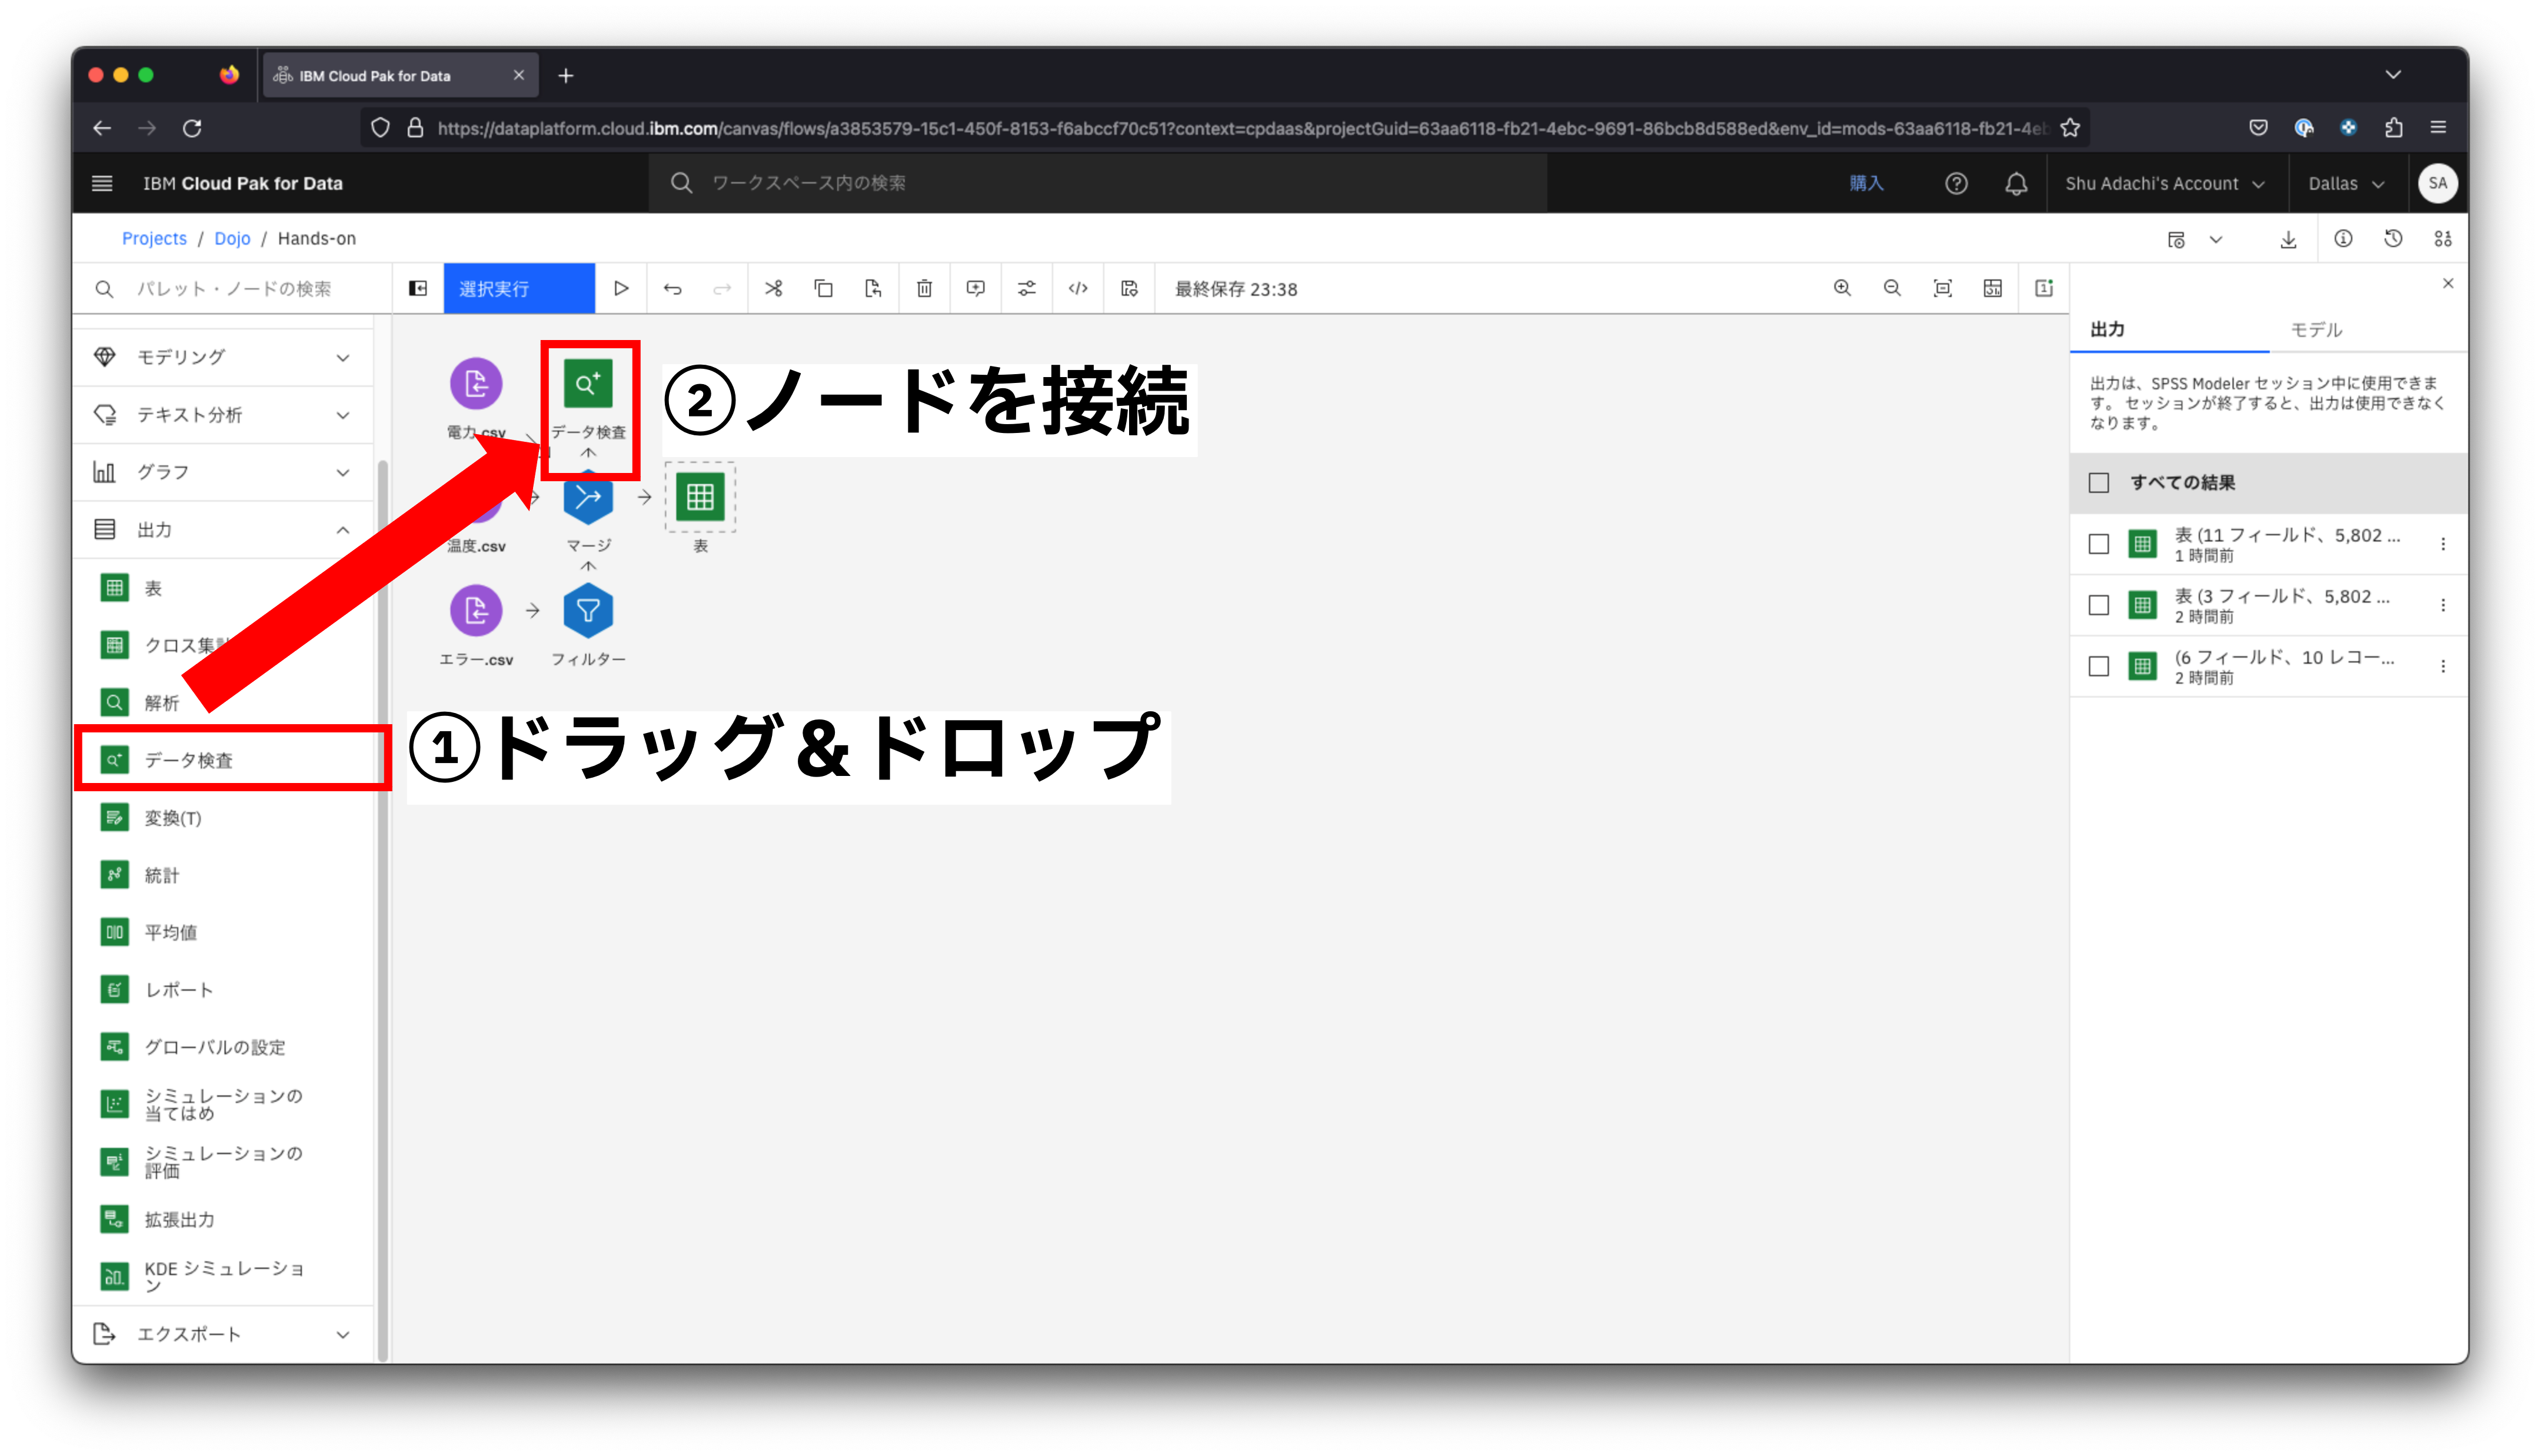 IBM Cloud Pak for Data
https://dataplatform.cloud.ibm.com/canvas/flows/a3853579-15c1-450f-8153-f6abccf70c51?context=cpdaas&projectGuid=63aa6118-fb21-4ebc-9691-86bcb8d588ed&env_id=mods-63aa6118-fb21-4eb
IBM Cloud Pak for Data
ワークスペース内の検索
購入
Shu Adachi's Account
Dallas
SA
Projects / Dojo / Hands-on
パレット・ノードの検索
選択実行
最終保存 23:38
モデリング
テキスト分析
グラフ
出力
表
クロス集計
解析
データ検査
変換(T)
統計
平均値
レポート
グローバルの設定
シミュレーションの
当てはめ
シミュレーションの
評価
拡張出力
KDE シミュレーショ
ン
エクスポート
電力.csv
データ検査
②ノードを接続
温度.csv
マージ
表
エラー.csv
フィルター
①ドラッグ&ドロップ
出力
モデル
出力は、SPSS Modeler セッション中に使用できま
す。 セッションが終了すると、出力は使用できなく
なります。
すべての結果
表 (11 フィールド、5,802 ...
1 時間前
表 (3 フィールド、5,802 ...
2 時間前
(6 フィールド、10 レコー...
2 時間前